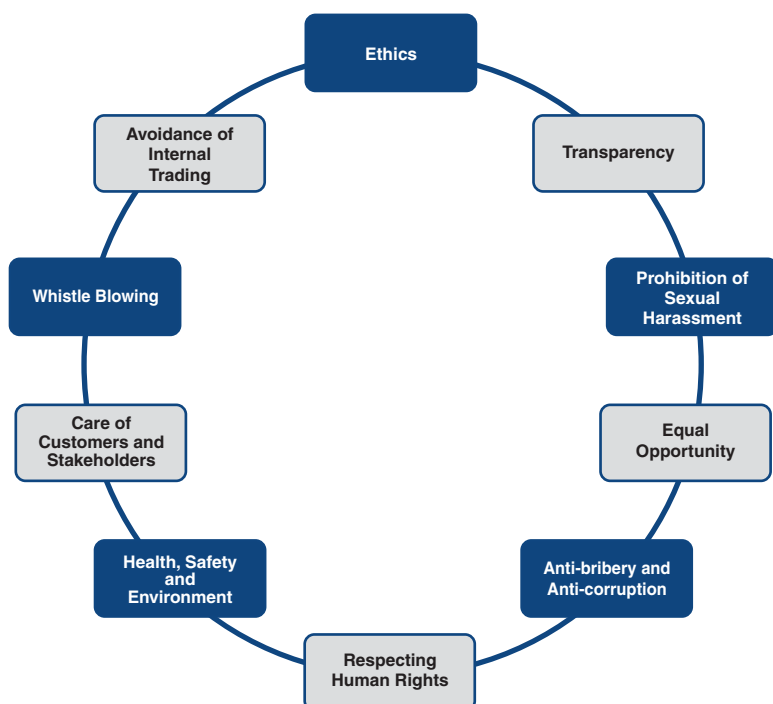 Ethics
Transparency
Prohibition of
Sexual
Harassment
Equal
Opportunity
Anti-bribery and
Anti-corruption
Respecting
Human Rights
Health, Safety
and
Environment
Care of
Customers and
Stakeholders
Whistle Blowing
Avoidance of
Internal
Trading